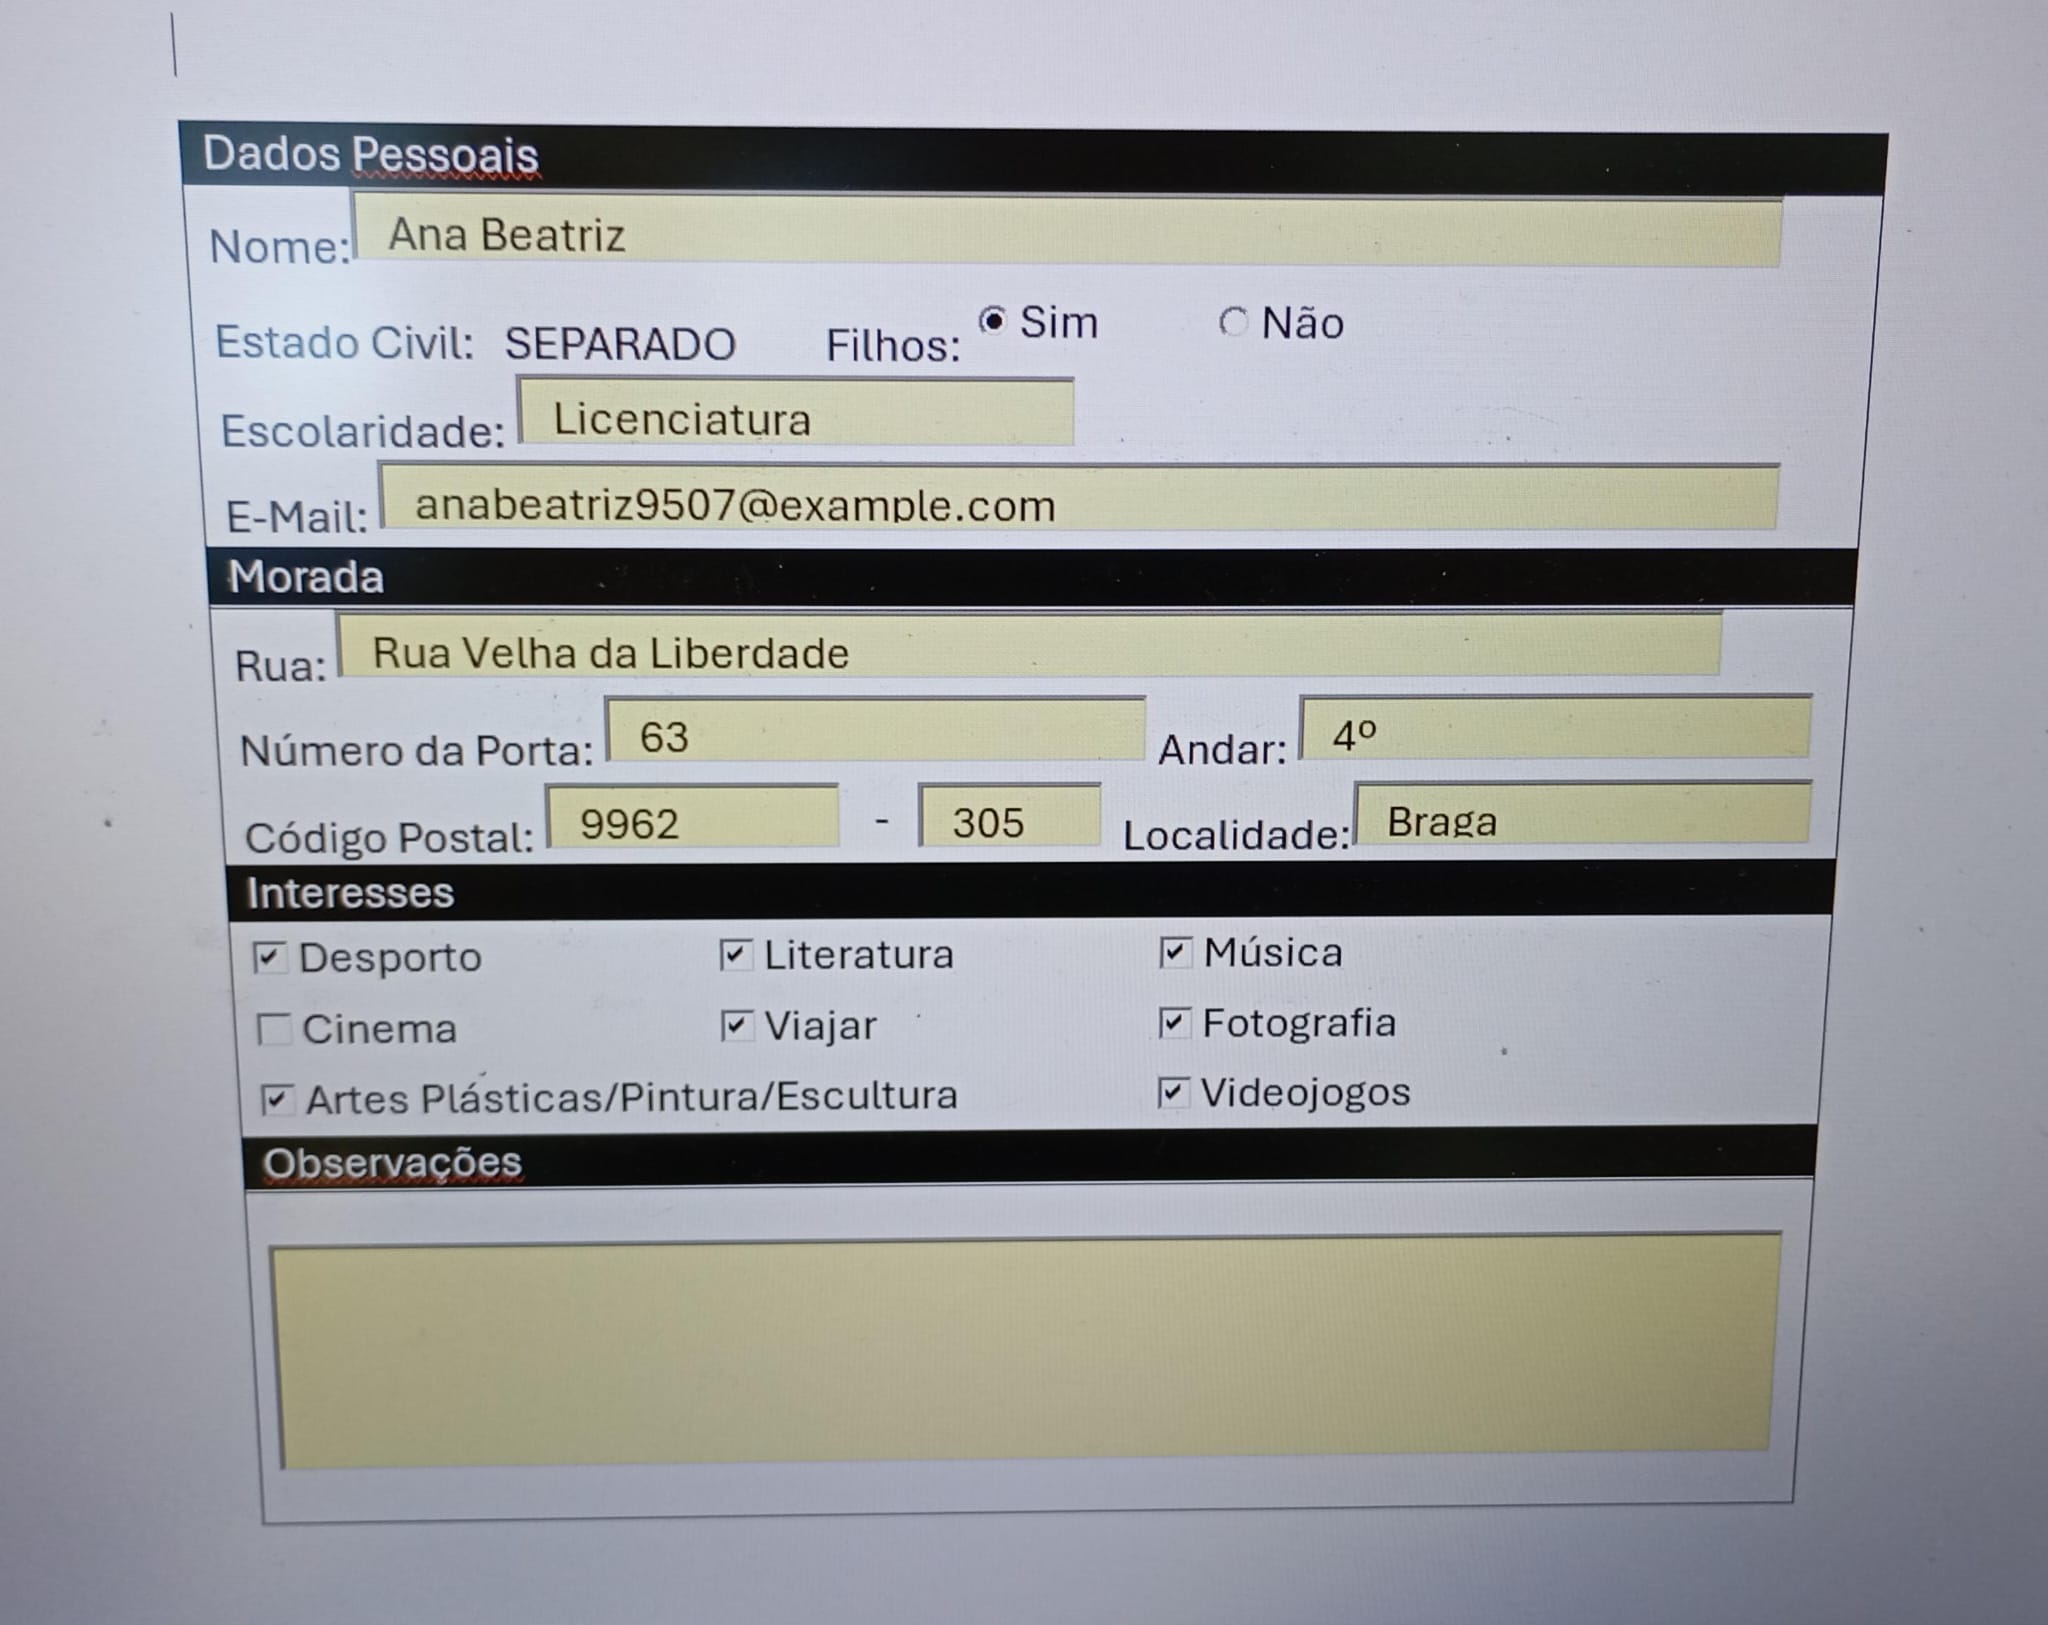 Dados Pessoais
Nome: Ana Beatriz
Estado Civil: SEPARADO Filhos: Sim Não
Escolaridade: Licenciatura
E-Mail: anabeatriz9507@example.com
Morada
Rua: Rua Velha da Liberdade
Número da Porta: 63 Andar: 4º
Código Postal: 9962 - 305 Localidade: Braga
Interesses
Desporto Literatura Música
Cinema Viajar Fotografia
Artes Plásticas/Pintura/Escultura Videojogos
Observações